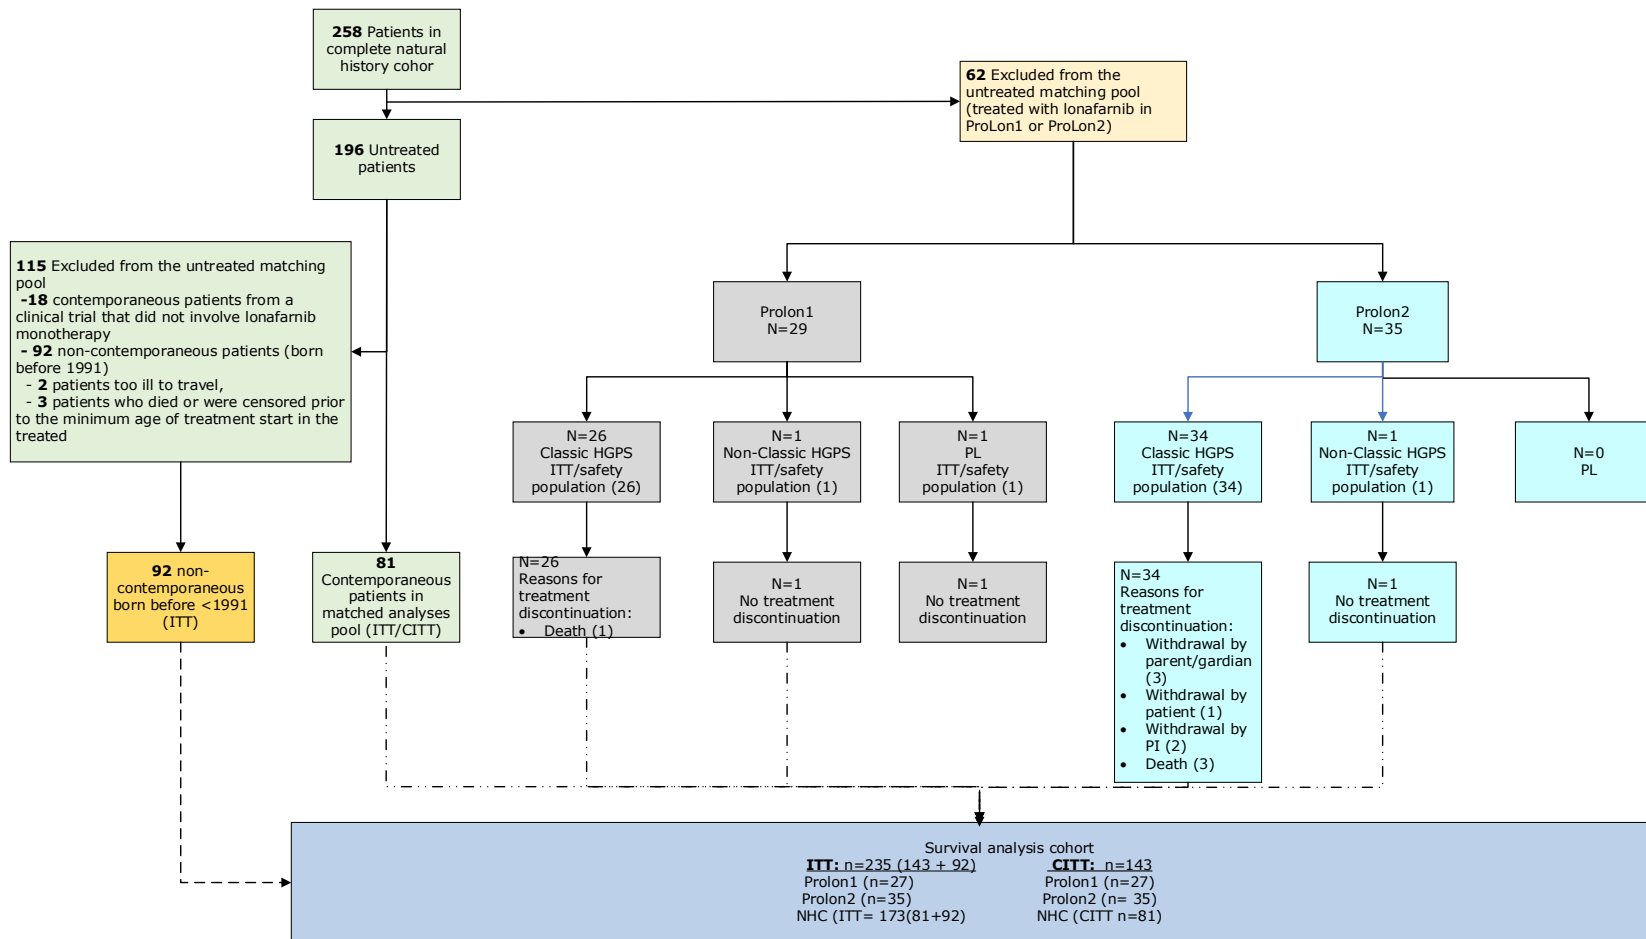 258 Patients in
complete natural
history cohor
62 Excluded from the
untreated matching pool
(treated with lonafarnib in
ProLon1 or ProLon2)
196 Untreated
patients
115 Excluded from the untreated matching
pool
-18 contemporaneous patients from a
clinical trial that did not involve lonafarnib
monotherapy
- 92 non-contemporaneous patients (born
before 1991)
- 2 patients too ill to travel,
- 3 patients who died or were censored prior
to the minimum age of treatment start in the
treated
Prolon1
N=29
Prolon2
N=35
N=26
Classic HGPS
ITT/safety
population (26)
N=1
Non-Classic HGPS
ITT/safety
population (1)
N=1
PL
ITT/safety
population (1)
N=34
Classic HGPS
ITT/safety
population (34)
N=1
Non-Classic HGPS
ITT/safety
population (1)
N=0
PL
92 non-
contemporaneous
born before <1991
(ITT)
81
Contemporaneous
patients in
matched analyses
pool (ITT/CITT)
N=26
Reasons for
treatment
discontinuation:
• Death (1)
N=1
No treatment
discontinuation
N=1
No treatment
discontinuation
N=34
Reasons for
treatment
discontinuation:
• Withdrawal by
parent/gardian
(3)
• Withdrawal by
patient (1)
• Withdrawal by
PI (2)
• Death (3)
N=1
No treatment
discontinuation
Survival analysis cohort
ITT: n=235 (143 + 92)
Prolon1 (n=27)
Prolon2 (n=35)
NHC (ITT= 173(81+92)
CITT: n=143
Prolon1 (n=27)
Prolon2 (n= 35)
NHC (CITT n=81)